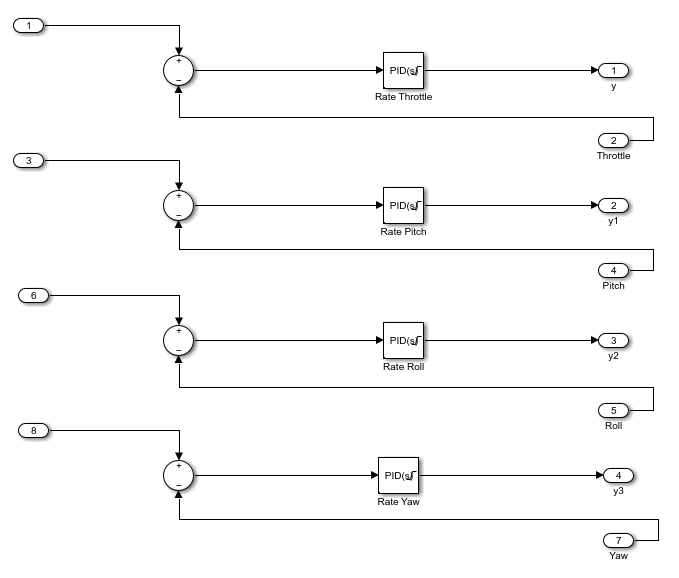 1
+
−
PID(s)
Rate Throttle
1
y
2
Throttle
3
+
−
PID(s)
Rate Pitch
2
y1
4
Pitch
6
+
−
PID(s)
Rate Roll
3
y2
5
Roll
8
+
−
PID(s)
Rate Yaw
4
y3
7
Yaw